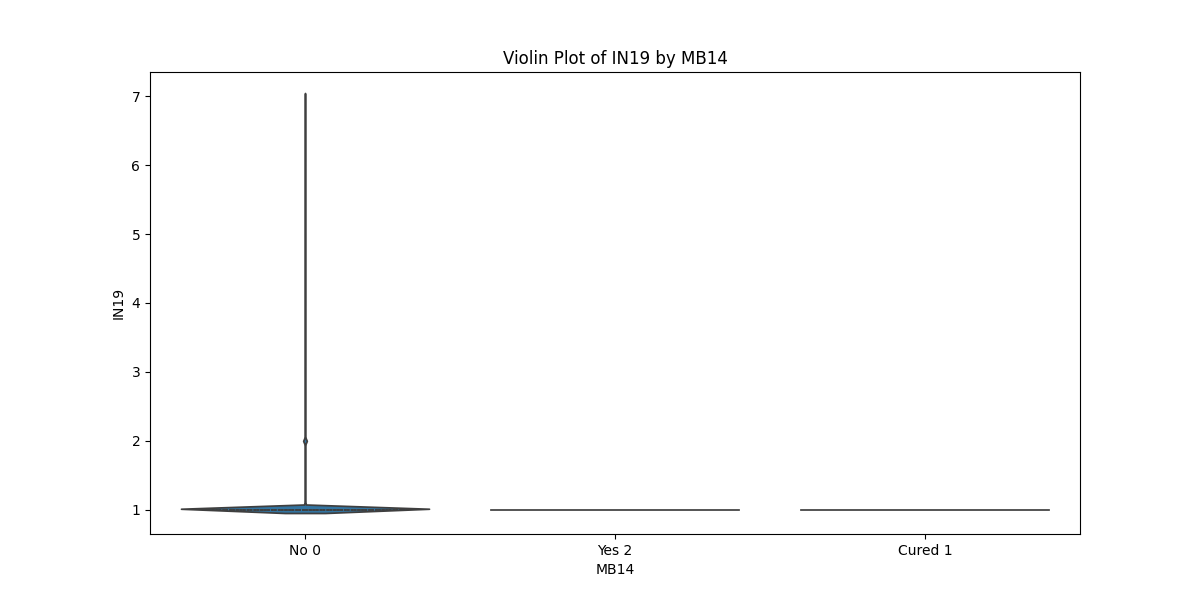 Violin Plot of IN19 by MB14
7
6
5
4
3
2
1
IN19
No 0
Yes 2
Cured 1
MB14